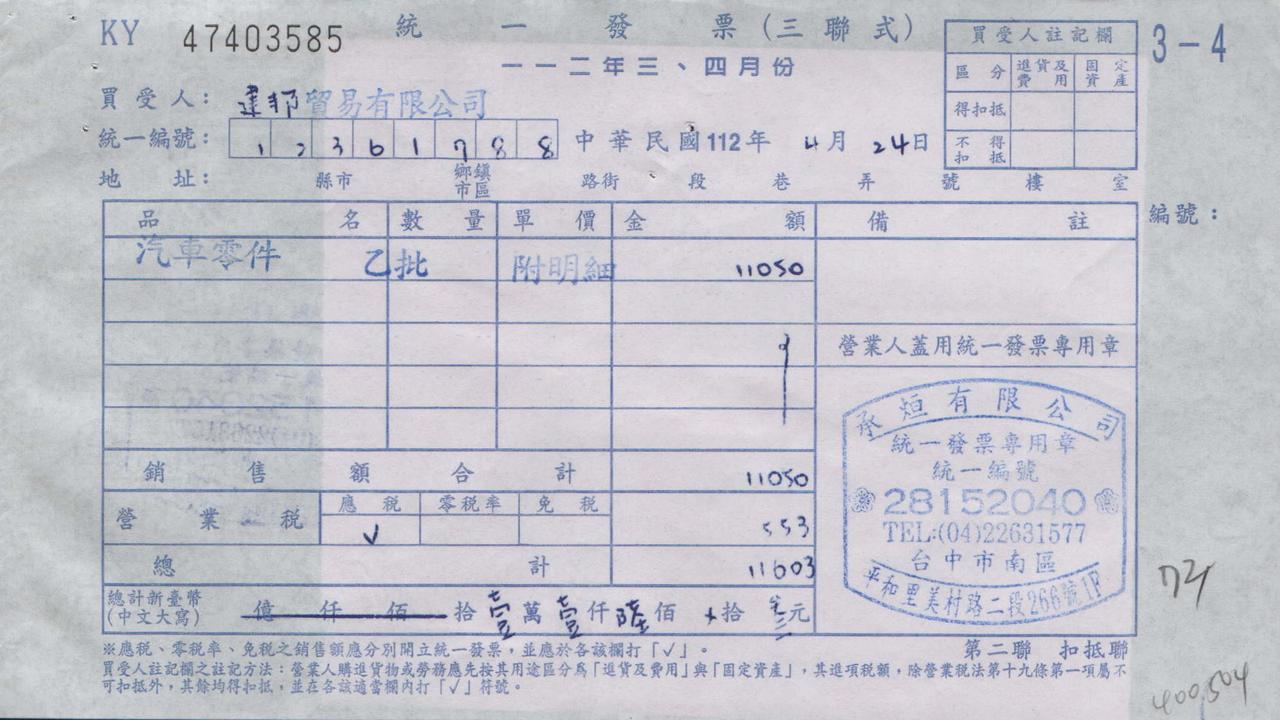 KY 47403585 統一發票(三聯式) 3-4
一一二年三、四月份
買受人註記欄
區分 進貨及費用 固定資產
得扣抵
不得扣抵
買受人: 建邦貿易有限公司
統一編號: 12361788 中華民國112年 4月 24日
地址: 縣市 鄉鎮市區 路街 段 巷 弄 號 樓 室
品名 數量 單價 金額 備註 編號:
汽車零件 乙批 附明細 11050
營業人蓋用統一發票專用章
承烜有限公司
統一發票專用章
統一編號
28152040
TEL:(04)22631577
台中市南區
平和里美村路二段266號1F
銷售額合計 11050
營業稅 應稅 零稅率 免稅
√ 553
總計 11603
總計新臺幣(中文大寫) 億 仟 佰 拾 壹萬 壹仟 陸佰 拾 叁元
※應稅、零稅率、免稅之銷售額應分別開立統一發票,並應於各該欄打「√」。 第二聯 扣抵聯
買受人註記欄之註記方法:營業人購進貨物或勞務應先按其用途區分為「進貨及費用」與「固定資產」,其進項稅額,除營業稅法第十九條第一項屬不
可扣抵外,其餘均得扣抵,並在各該適當欄內打「√」符號。
400,504